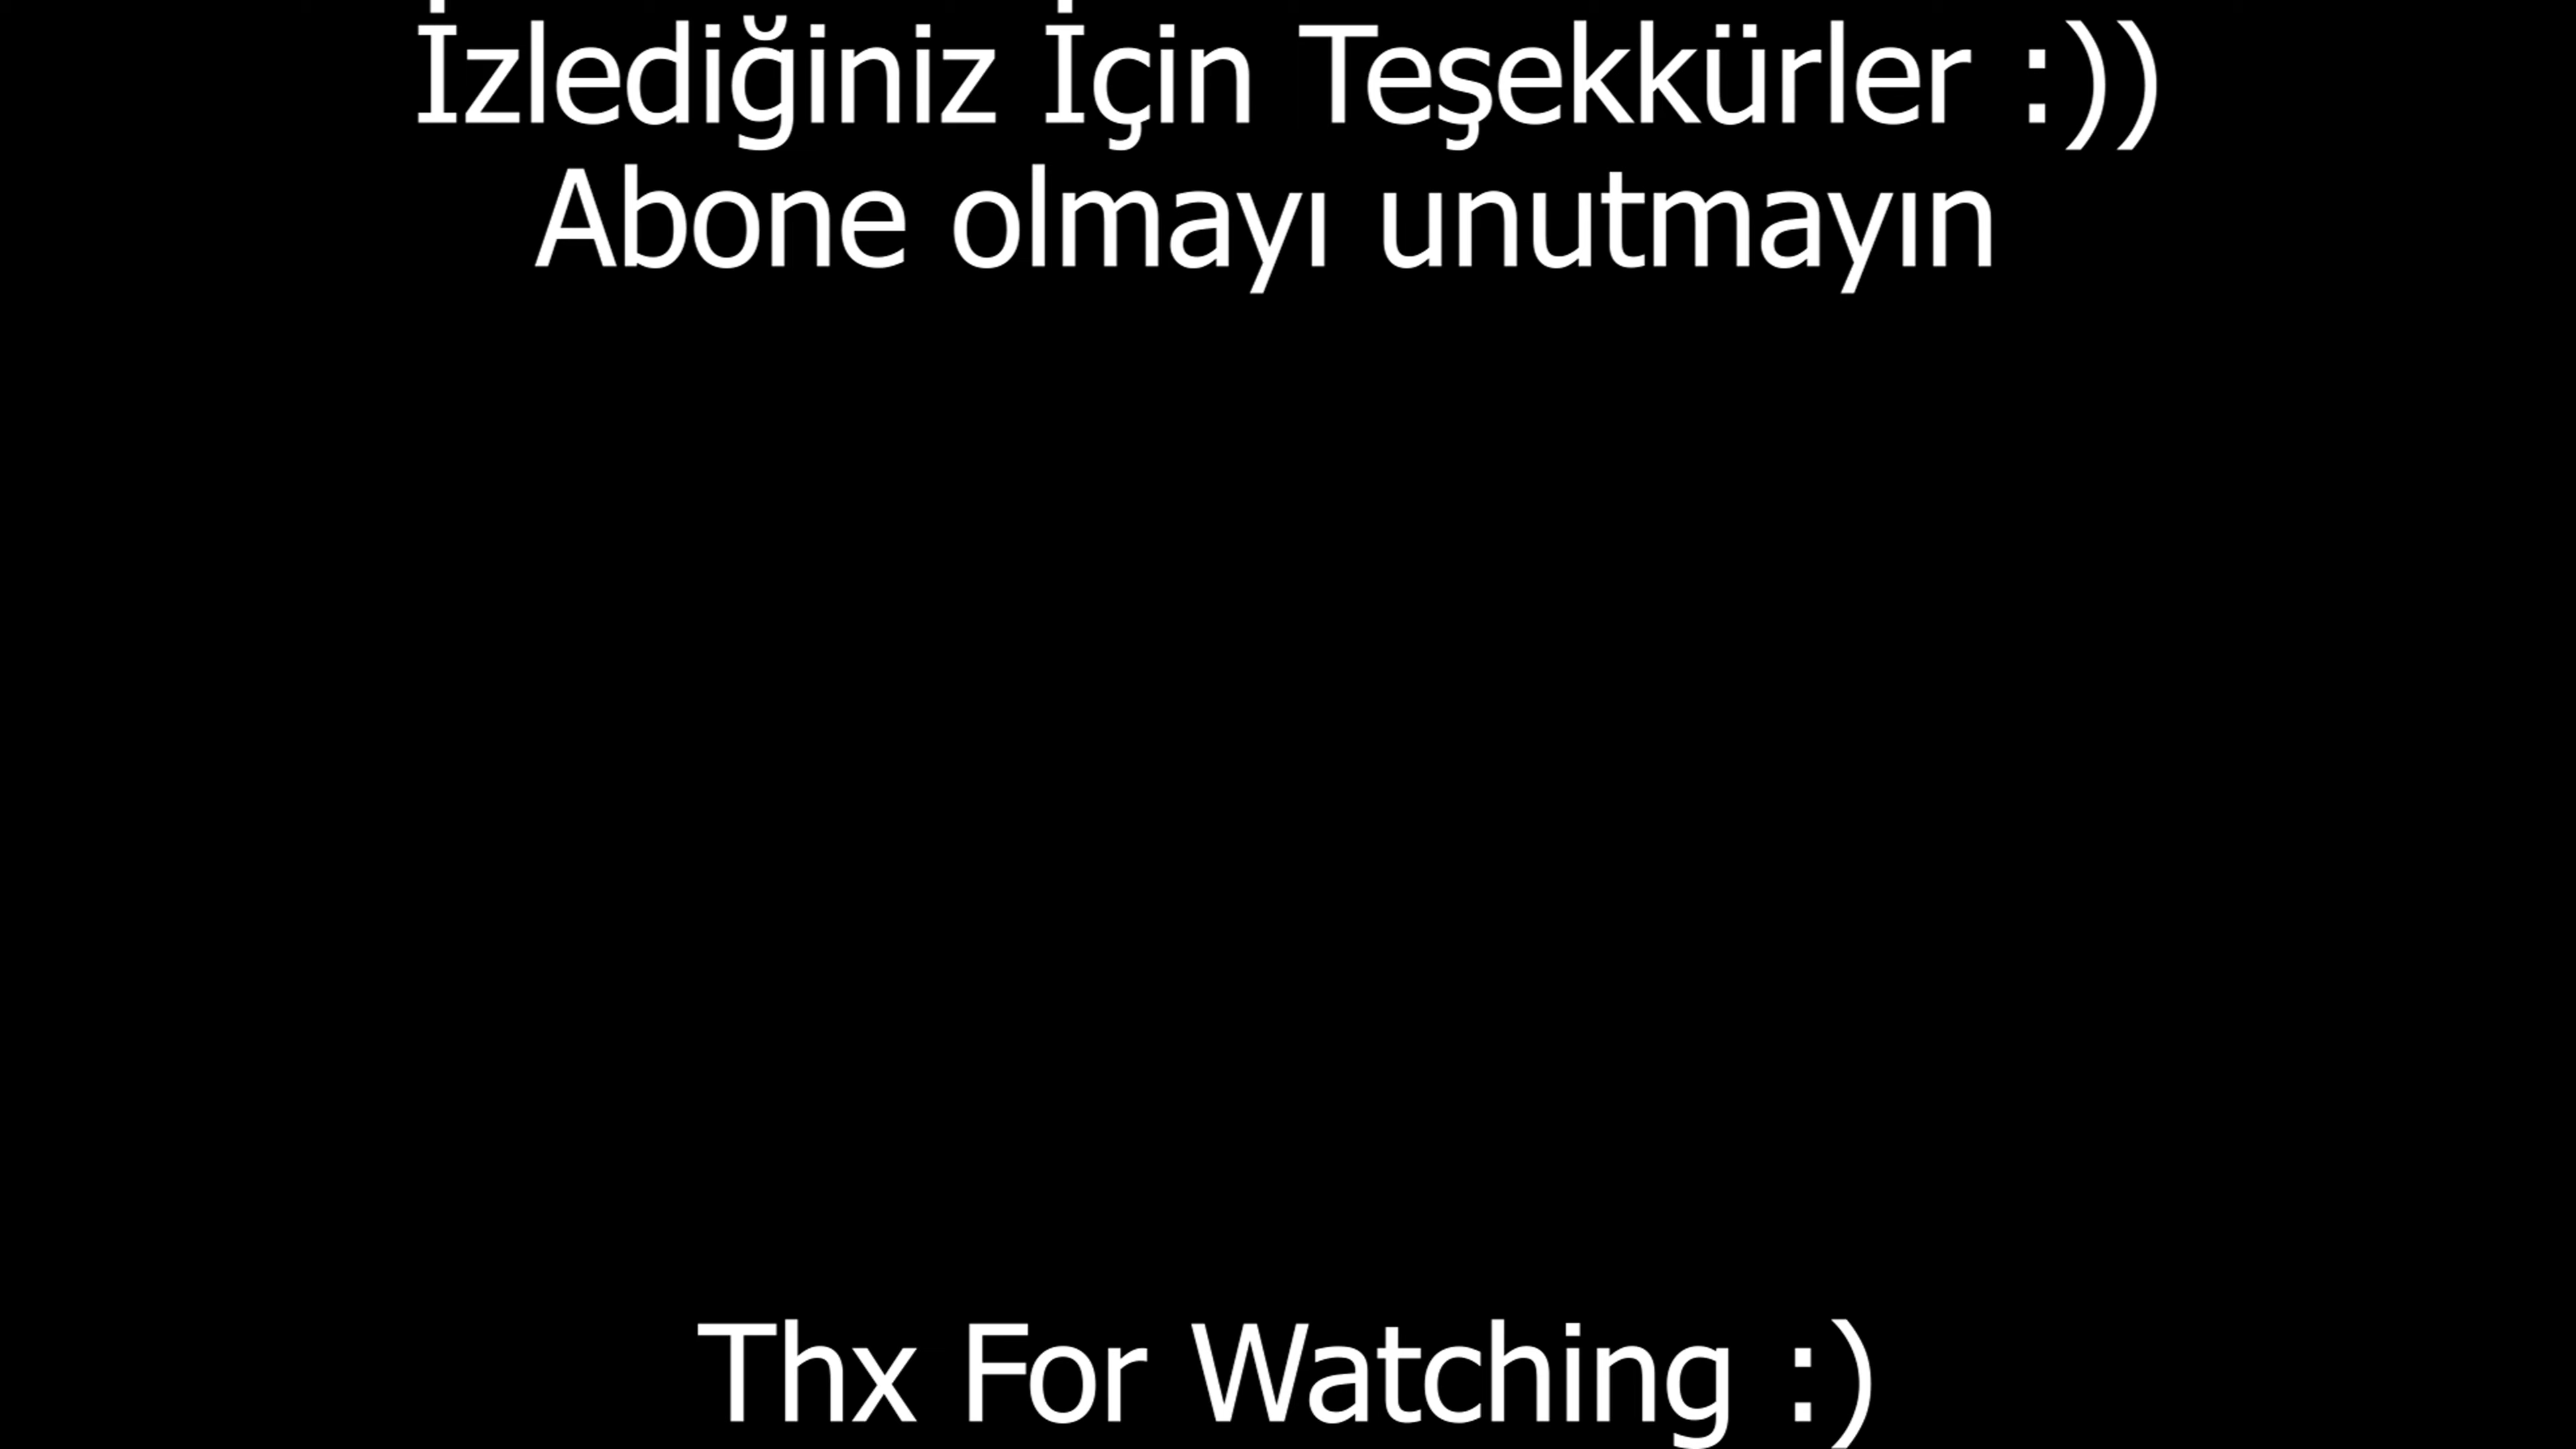 İzlediğiniz İçin Teşekkürler :))
Abone olmayı unutmayın
Thx For Watching :)